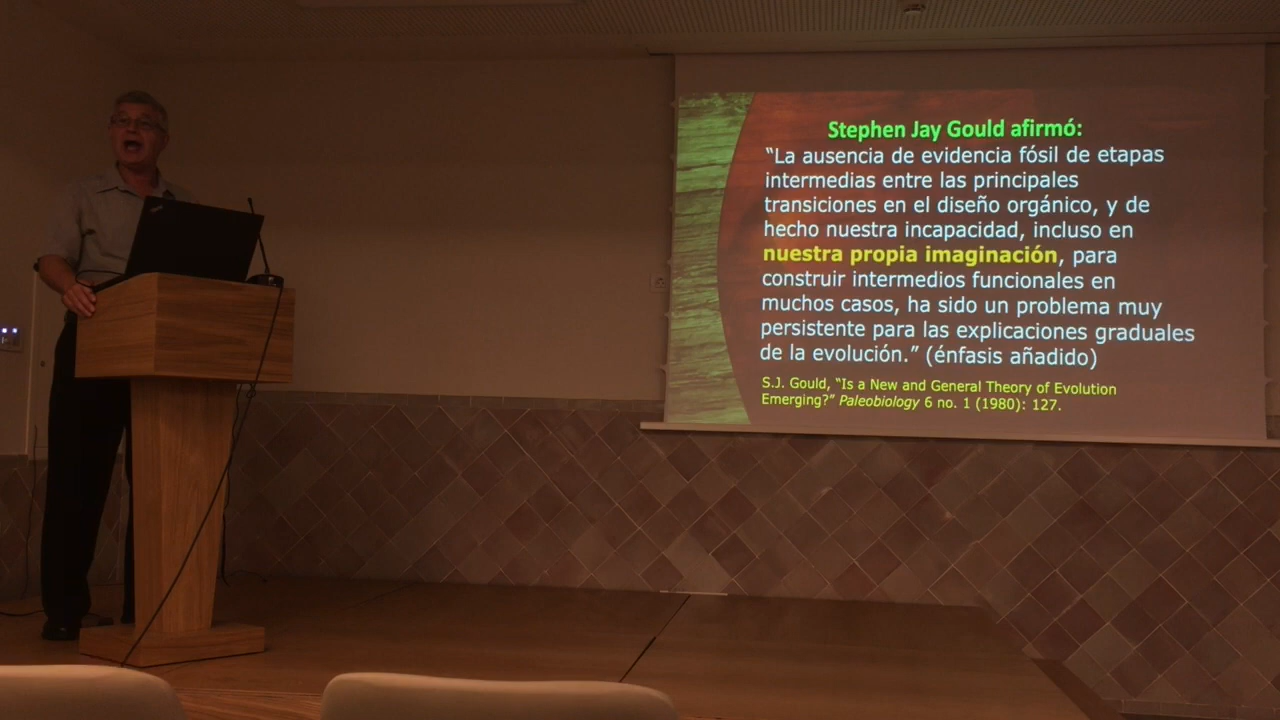 Stephen Jay Gould afirmó:
“La ausencia de evidencia fósil de etapas
intermedias entre las principales
transiciones en el diseño orgánico, y de
hecho nuestra incapacidad, incluso en
nuestra propia imaginación, para
construir intermedios funcionales en
muchos casos, ha sido un problema muy
persistente para las explicaciones graduales
de la evolución.” (énfasis añadido)
S.J. Gould, “Is a New and General Theory of Evolution
Emerging?” Paleobiology 6 no. 1 (1980): 127.